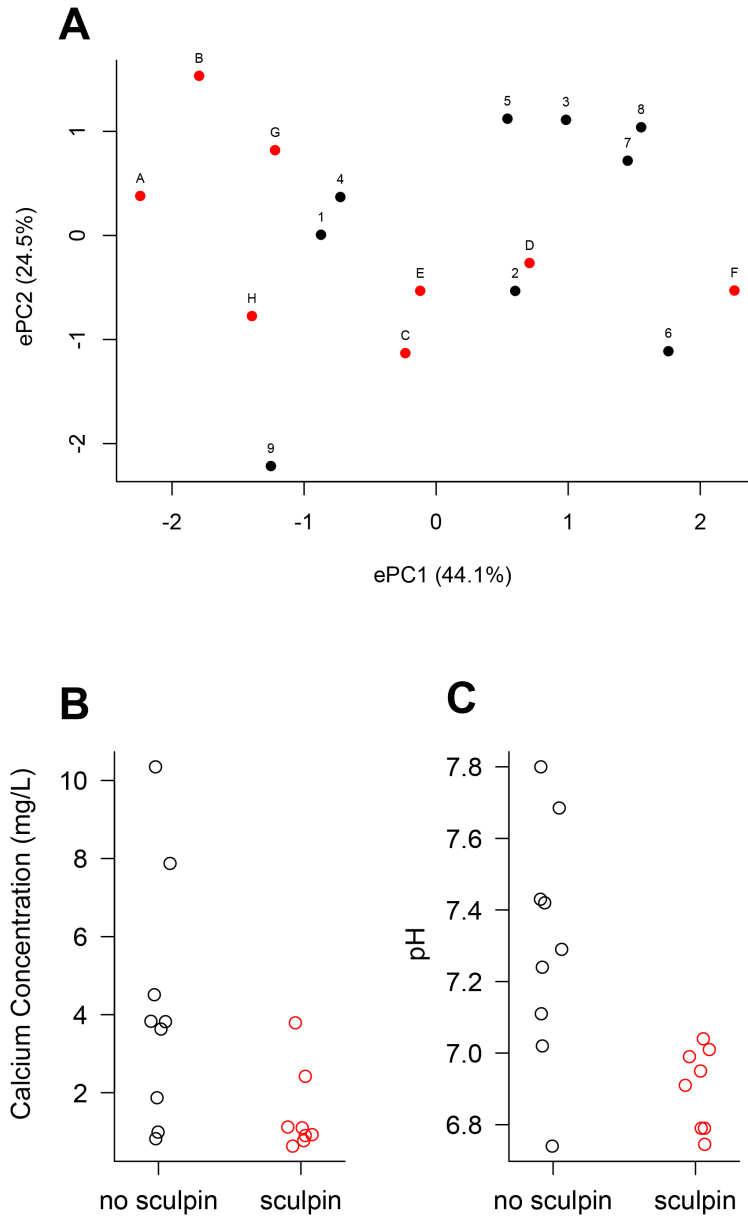 A
B
5
3
8
G
7
A
4
1
D
E
2
F
H
C
6
9
1
0
-1
-2
ePC2 (24.5%)
-2
-1
0
1
2
ePC1 (44.1%)
B
10
8
6
4
2
Calcium Concentration (mg/L)
no sculpin
sculpin
C
7.8
7.6
7.4
7.2
7.0
6.8
pH
no sculpin
sculpin